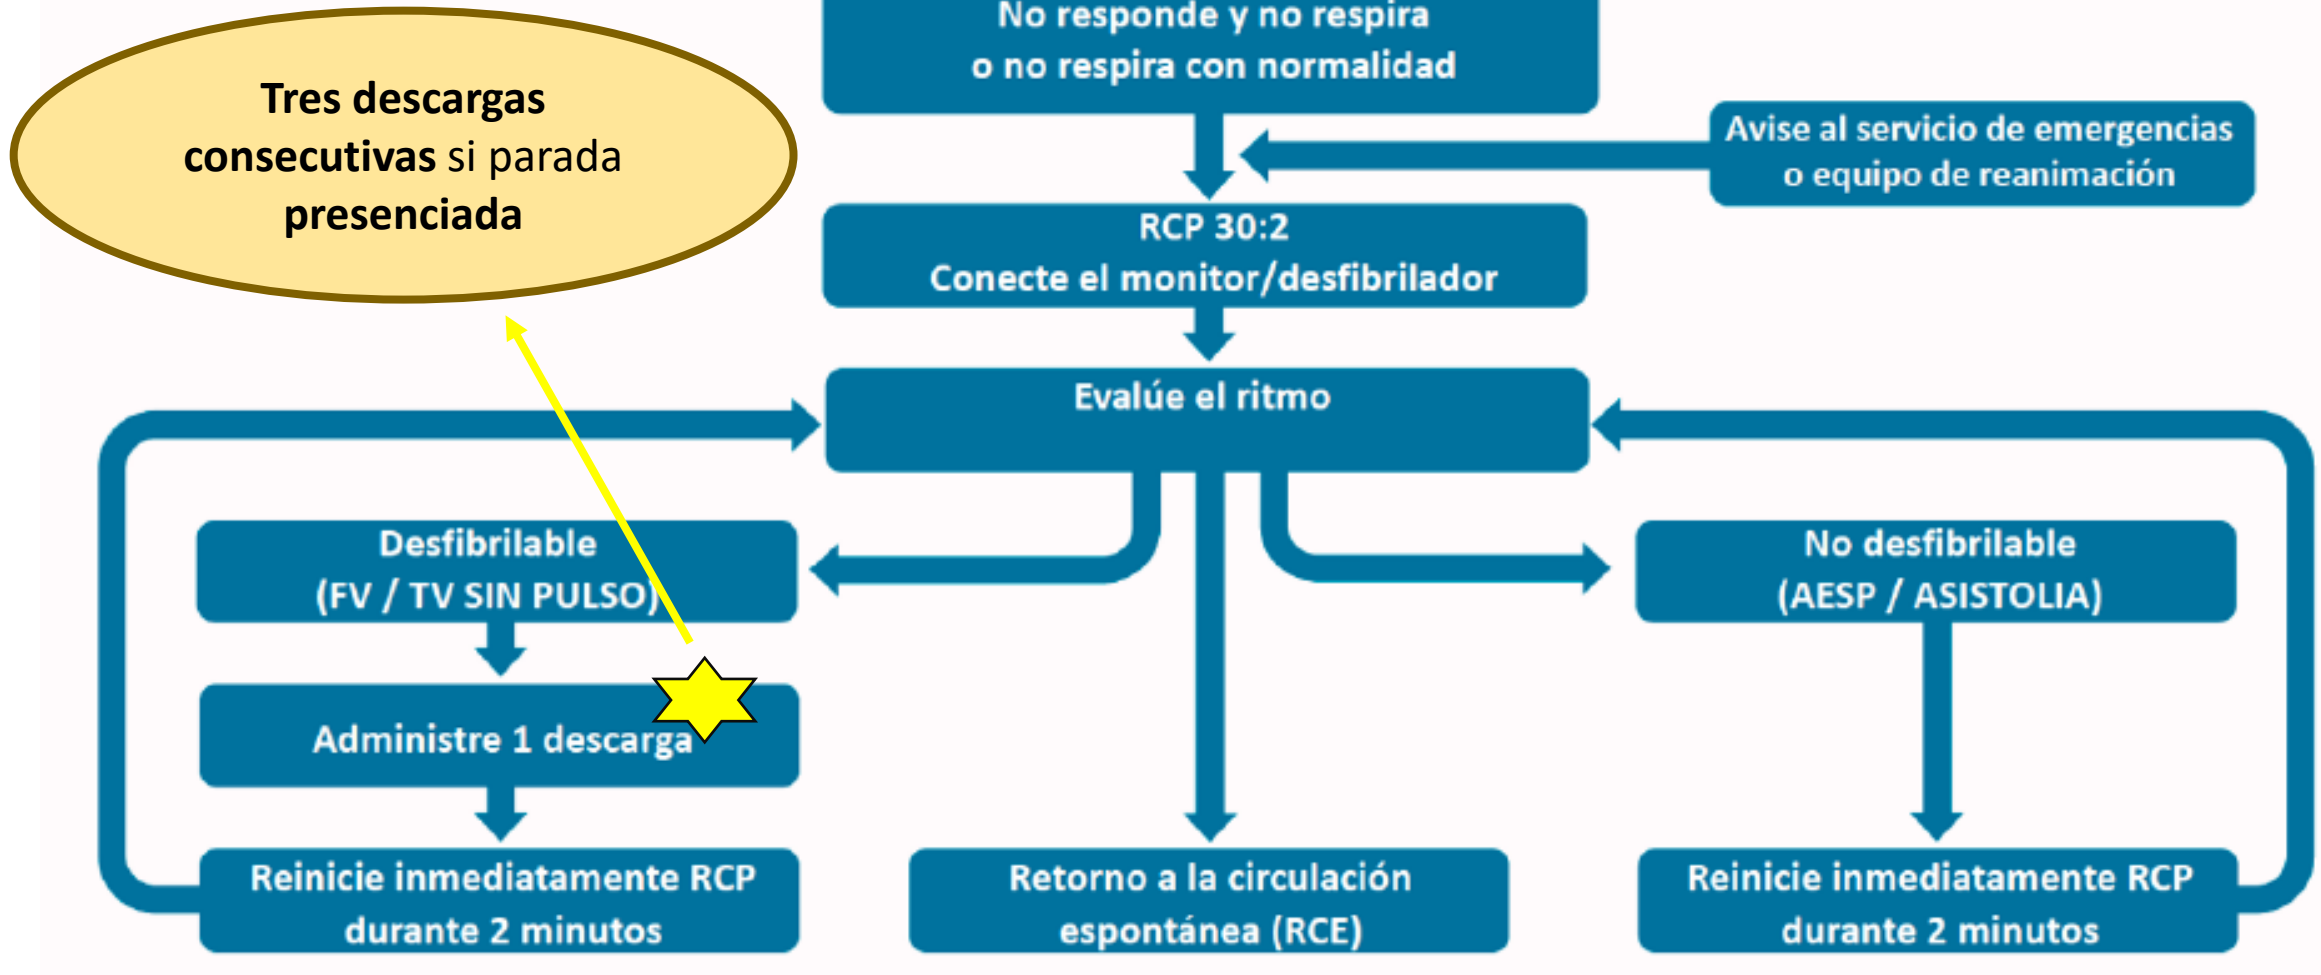 Tres descargas
consecutivas si parada
presenciada
No responde y no respira
o no respira con normalidad
Avise al servicio de emergencias
o equipo de reanimación
RCP 30:2
Conecte el monitor/desfibrilador
Evalúe el ritmo
Desfibrilable
(FV / TV SIN PULSO)
No desfibrilable
(AESP / ASISTOLIA)
Administre 1 descarga
Reinicie inmediatamente RCP
durante 2 minutos
Retorno a la circulación
espontánea (RCE)
Reinicie inmediatamente RCP
durante 2 minutos